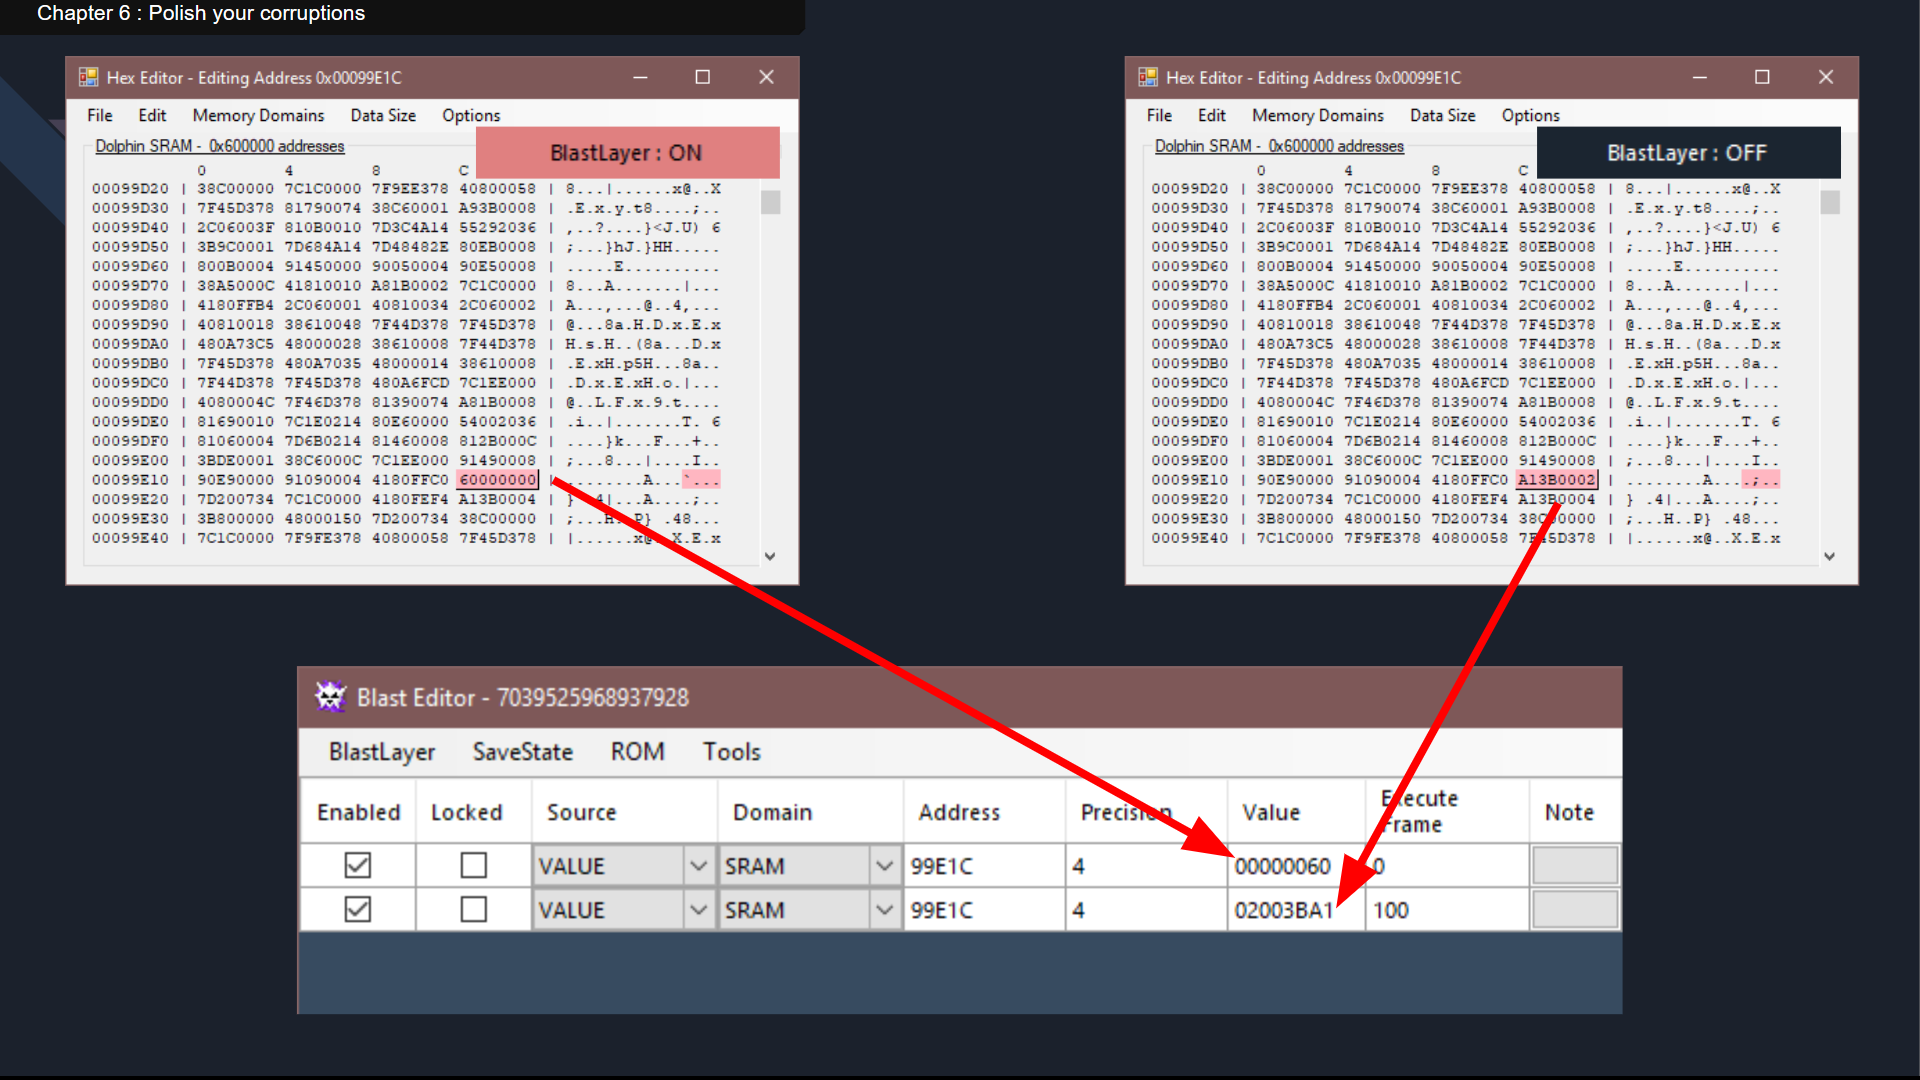 Chapter 6 : Polish your corruptions
Hex Editor - Editing Address 0x00099E1C
File Edit Memory Domains Data Size Options
BlastLayer : ON
Dolphin SRAM - 0x600000 addresses
0 4 8 C
00099D20 | 38C00000 7C1C0000 7F9EE378 40800058 | 8...|......x@..X
00099D30 | 7F45D378 81790074 38C60001 A93B0008 | .E.x.y.t8....;..
00099D40 | 2C06003F 810B0010 7D3C4A14 55292036 | ,..?....}<J.U) 6
00099D50 | 3B9C0001 7D684A14 7D48482E 80EB0008 | ;...}hJ.}HH.....
00099D60 | 800B0004 91450000 90050004 90E50008 | .....E..........
00099D70 | 38A5000C 41810010 A81B0002 7C1C0000 | 8...A.......|...
00099D80 | 4180FFB4 2C060001 40810034 2C060002 | A...,...@..4,...
00099D90 | 40810018 38610048 7F44D378 7F45D378 | @...8a.H.D.x.E.x
00099DA0 | 480A73C5 48000028 38610008 7F44D378 | H.s.H..(8a...D.x
00099DB0 | 7F45D378 480A7035 48000014 38610008 | .E.xH.p5H...8a..
00099DC0 | 7F44D378 7F45D378 480A6FCD 7C1EE000 | .D.x.E.xH.o.|...
00099DD0 | 4080004C 7F46D378 81390074 A81B0008 | @..L.F.x.9.t....
00099DE0 | 81690010 7C1E0214 80E60000 54002036 | .i..|.......T. 6
00099DF0 | 81060004 7D6B0214 81460008 812B000C | ....}k...F...+..
00099E00 | 3BDE0001 38C6000C 7C1EE000 91490008 | ;...8...|....I..
00099E10 | 90E90000 91090004 4180FFC0 60000000 | ........A...`...
00099E20 | 7D200734 7C1C0000 4180FEF4 A13B0004 | } .4|...A....;..
00099E30 | 3B800000 48000150 7D200734 38C00000 | ;...H..P} .48...
00099E40 | 7C1C0000 7F9FE378 40800058 7F45D378 | |......x@..X.E.x
Hex Editor - Editing Address 0x00099E1C
File Edit Memory Domains Data Size Options
BlastLayer : OFF
Dolphin SRAM - 0x600000 addresses
0 4 8 C
00099D20 | 38C00000 7C1C0000 7F9EE378 40800058 | 8...|......x@..X
00099D30 | 7F45D378 81790074 38C60001 A93B0008 | .E.x.y.t8....;..
00099D40 | 2C06003F 810B0010 7D3C4A14 55292036 | ,..?....}<J.U) 6
00099D50 | 3B9C0001 7D684A14 7D48482E 80EB0008 | ;...}hJ.}HH.....
00099D60 | 800B0004 91450000 90050004 90E50008 | .....E..........
00099D70 | 38A5000C 41810010 A81B0002 7C1C0000 | 8...A.......|...
00099D80 | 4180FFB4 2C060001 40810034 2C060002 | A...,...@..4,...
00099D90 | 40810018 38610048 7F44D378 7F45D378 | @...8a.H.D.x.E.x
00099DA0 | 480A73C5 48000028 38610008 7F44D378 | H.s.H..(8a...D.x
00099DB0 | 7F45D378 480A7035 48000014 38610008 | .E.xH.p5H...8a..
00099DC0 | 7F44D378 7F45D378 480A6FCD 7C1EE000 | .D.x.E.xH.o.|...
00099DD0 | 4080004C 7F46D378 81390074 A81B0008 | @..L.F.x.9.t....
00099DE0 | 81690010 7C1E0214 80E60000 54002036 | .i..|.......T. 6
00099DF0 | 81060004 7D6B0214 81460008 812B000C | ....}k...F...+..
00099E00 | 3BDE0001 38C6000C 7C1EE000 91490008 | ;...8...|....I..
00099E10 | 90E90000 91090004 4180FFC0 A13B0002 | ........A....;..
00099E20 | 7D200734 7C1C0000 4180FEF4 A13B0004 | } .4|...A....;..
00099E30 | 3B800000 48000150 7D200734 38C00000 | ;...H..P} .48...
00099E40 | 7C1C0000 7F9FE378 40800058 7F45D378 | |......x@..X.E.x
Blast Editor - 7039525968937928
BlastLayer SaveState ROM Tools
Enabled Locked Source Domain Address Precision Value Execute Frame Note
VALUE SRAM 99E1C 4 00000060 0
VALUE SRAM 99E1C 4 02003BA1 100